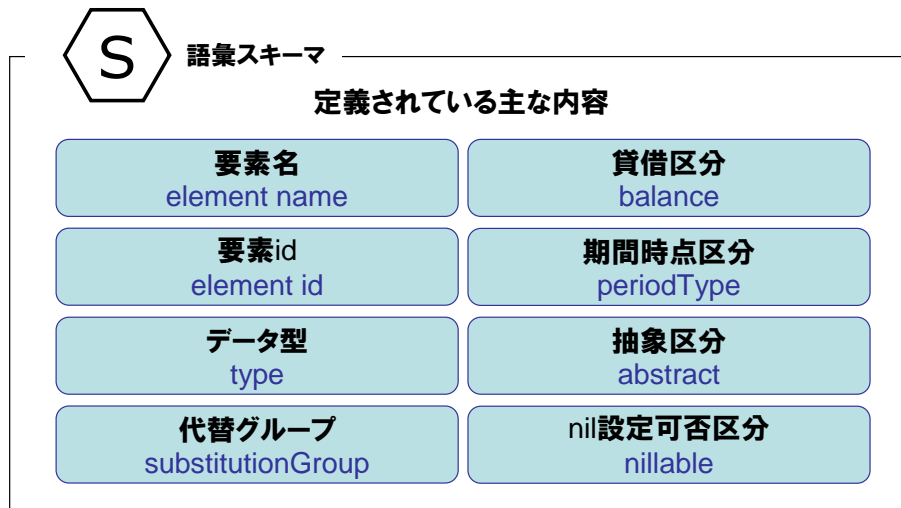 S
語彙スキーマ
定義されている主な内容
要素名
element name
貸借区分
balance
要素id
element id
期間時点区分
periodType
データ型
type
抽象区分
abstract
代替グループ
substitutionGroup
nil設定可否区分
nillable